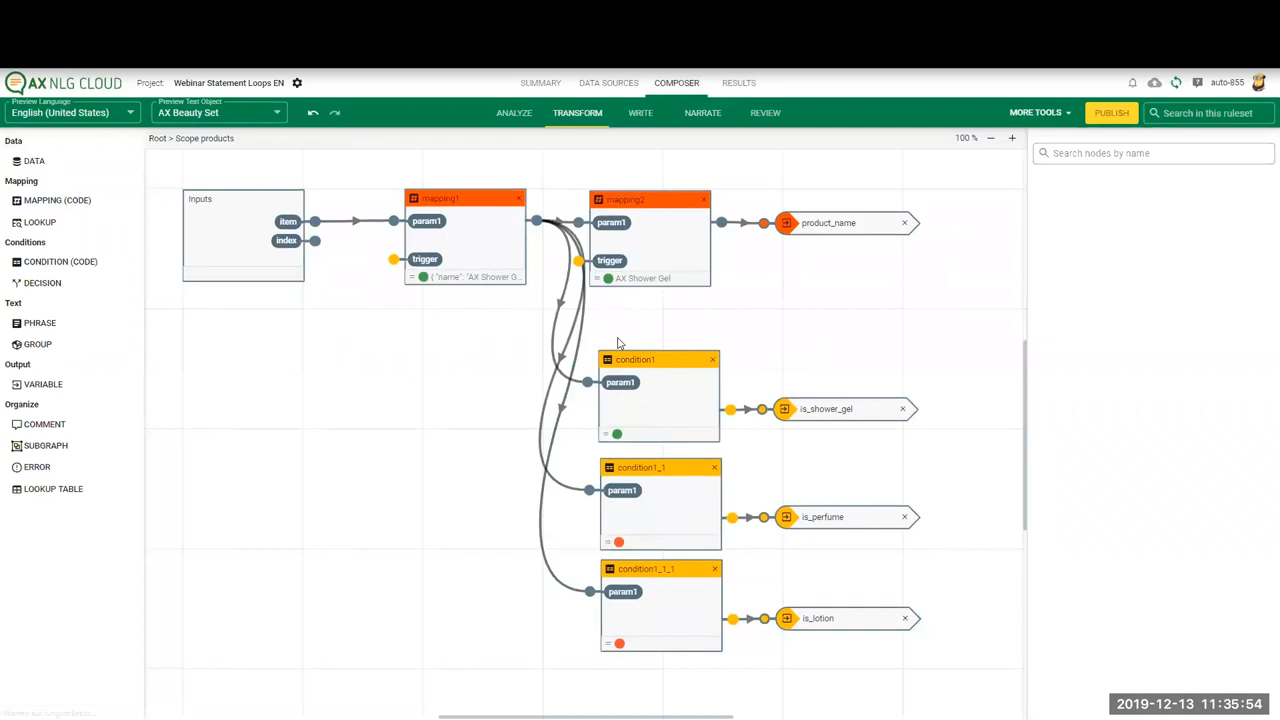 AX NLG CLOUD
Project: Webinar Statement Loops EN
SUMMARY DATA SOURCES COMPOSER RESULTS
auto-855
Preview Language
English (United States)
Preview Test Object
AX Beauty Set
ANALYZE TRANSFORM WRITE NARRATE REVIEW
MORE TOOLS
PUBLISH
Search in this ruleset
Data
DATA
Mapping
MAPPING (CODE)
LOOKUP
Conditions
CONDITION (CODE)
DECISION
Text
PHRASE
GROUP
Output
VARIABLE
Organize
COMMENT
SUBGRAPH
ERROR
LOOKUP TABLE
Root > Scope products
100 % − +
Search nodes by name
Inputs
item
index
mapping1 ×
param1
trigger
= { "name": "AX Shower G...
mapping2 ×
param1
trigger
= AX Shower Gel
product_name ×
condition1 ×
param1
=
is_shower_gel ×
condition1_1 ×
param1
=
is_perfume ×
condition1_1_1 ×
param1
=
is_lotion ×
2019-12-13 11:35:54